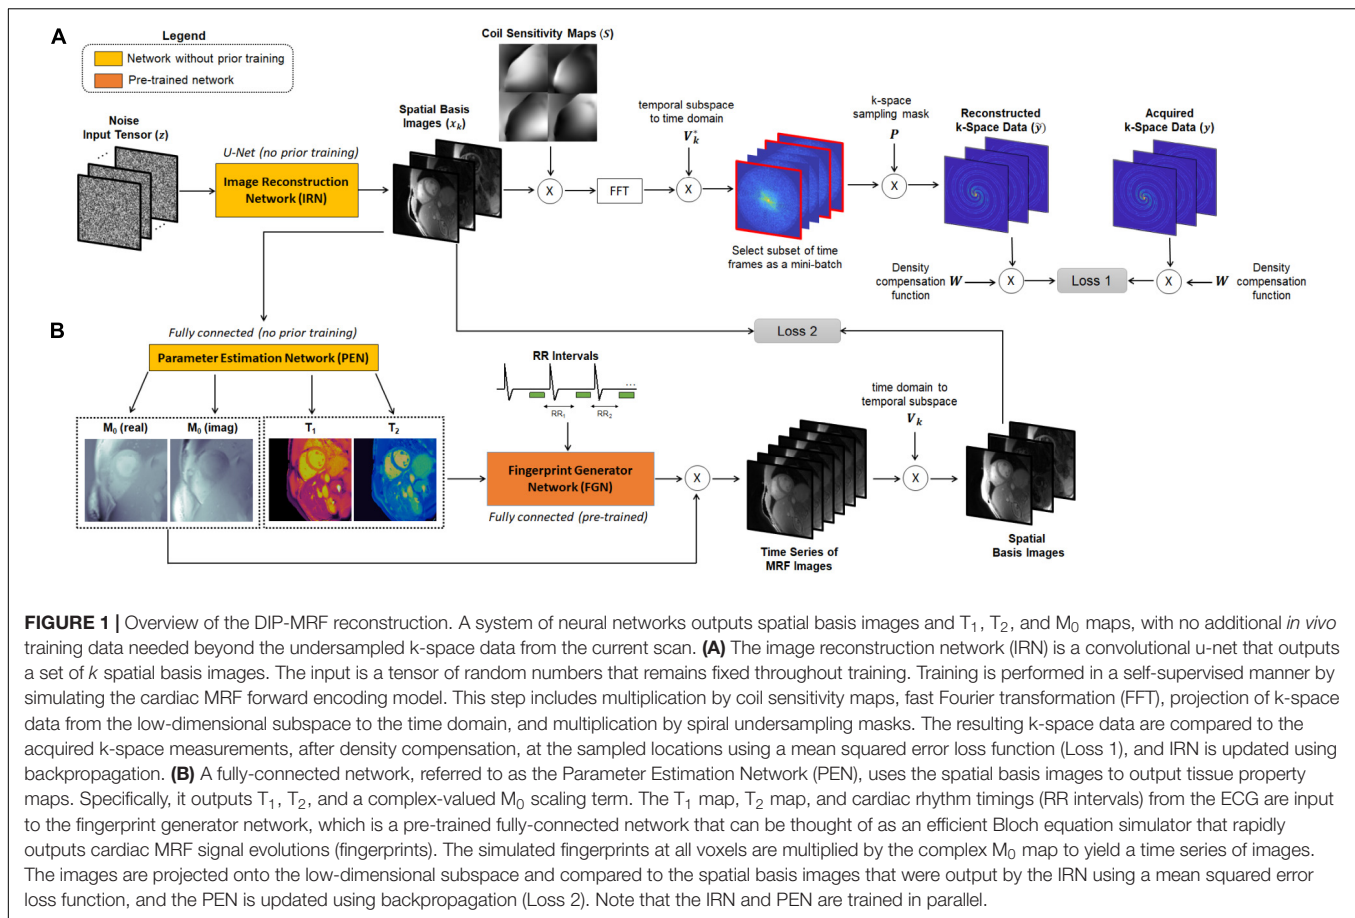 A
Legend
Network without prior training
Pre-trained network
Coil Sensitivity Maps (S)
Noise
Input Tensor (z)
U-Net (no prior training)
Image Reconstruction
Network (IRN)
Spatial Basis
Images (x_k)
X
FFT
temporal subspace
to time domain
V_k^*
X
Select subset of time
frames as a mini-batch
k-space
sampling mask
P
X
Reconstructed
k-Space Data (ỹ)
Acquired
k-Space Data (y)
Density
compensation W
function
X
Loss 1
X
Density
W compensation
function
B
Fully connected (no prior training)
Parameter Estimation Network (PEN)
Loss 2
M0 (real)
M0 (imag)
T1
T2
RR Intervals
...
RR1
RR2
Fingerprint Generator
Network (FGN)
Fully connected (pre-trained)
X
Time Series of
MRF Images
time domain to
temporal subspace
V_k
X
Spatial
Basis Images
FIGURE 1 | Overview of the DIP-MRF reconstruction. A system of neural networks outputs spatial basis images and T1, T2, and M0 maps, with no additional in vivo
training data needed beyond the undersampled k-space data from the current scan. (A) The image reconstruction network (IRN) is a convolutional u-net that outputs
a set of k spatial basis images. The input is a tensor of random numbers that remains fixed throughout training. Training is performed in a self-supervised manner by
simulating the cardiac MRF forward encoding model. This step includes multiplication by coil sensitivity maps, fast Fourier transformation (FFT), projection of k-space
data from the low-dimensional subspace to the time domain, and multiplication by spiral undersampling masks. The resulting k-space data are compared to the
acquired k-space measurements, after density compensation, at the sampled locations using a mean squared error loss function (Loss 1), and IRN is updated using
backpropagation. (B) A fully-connected network, referred to as the Parameter Estimation Network (PEN), uses the spatial basis images to output tissue property
maps. Specifically, it outputs T1, T2, and a complex-valued M0 scaling term. The T1 map, T2 map, and cardiac rhythm timings (RR intervals) from the ECG are input
to the fingerprint generator network, which is a pre-trained fully-connected network that can be thought of as an efficient Bloch equation simulator that rapidly
outputs cardiac MRF signal evolutions (fingerprints). The simulated fingerprints at all voxels are multiplied by the complex M0 map to yield a time series of images.
The images are projected onto the low-dimensional subspace and compared to the spatial basis images that were output by the IRN using a mean squared error
loss function, and the PEN is updated using backpropagation (Loss 2). Note that the IRN and PEN are trained in parallel.